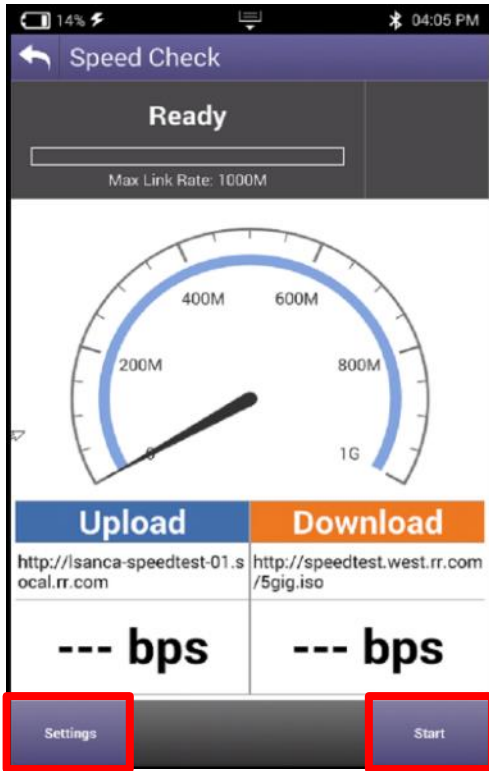 14% 04:05 PM
Speed Check
Ready
Max Link Rate: 1000M
400M 600M
200M 800M
0 1G
Upload Download
http://lsanca-speedtest-01.s
ocal.rr.com
http://speedtest.west.rr.com
/5gig.iso
--- bps --- bps
Settings Start